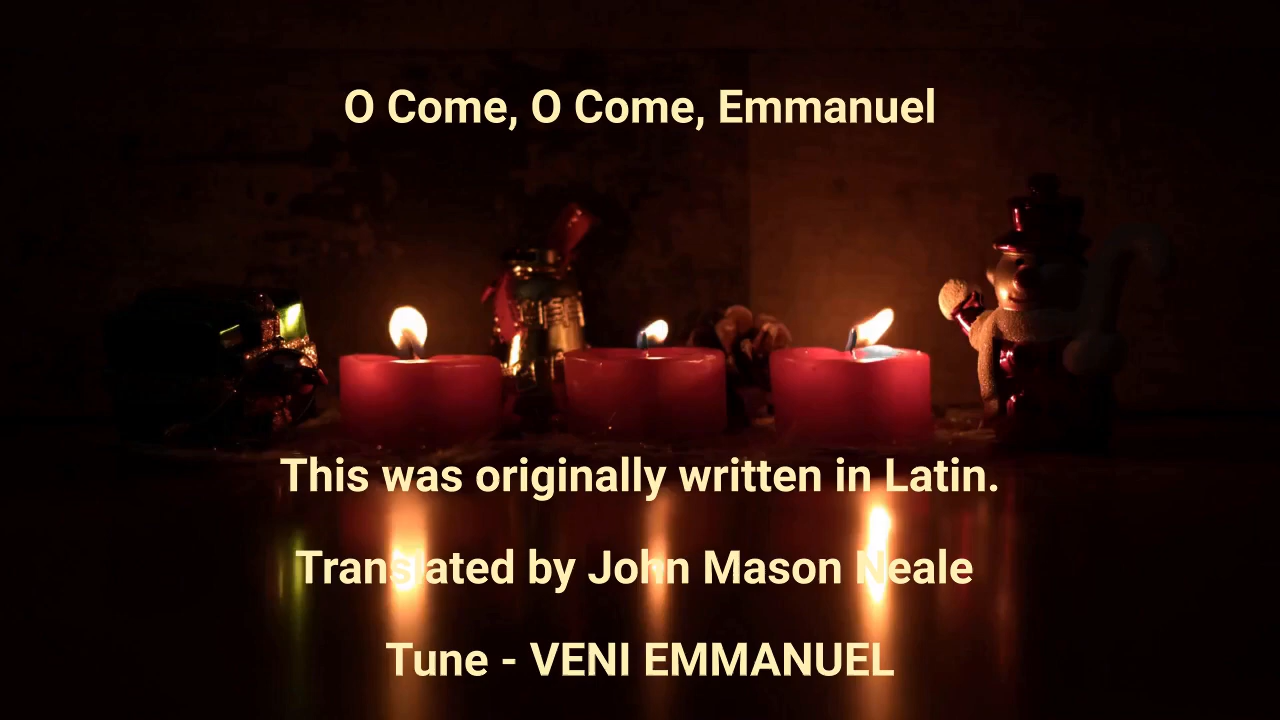 O Come, O Come, Emmanuel
This was originally written in Latin.
Translated by John Mason Neale
Tune - VENI EMMANUEL